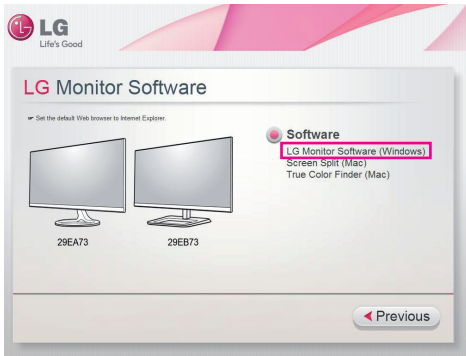 LG
Life's Good
LG Monitor Software
☞ Set the default Web browser to Internet Explorer.
Software
LG Monitor Software (Windows)
Screen Split (Mac)
True Color Finder (Mac)
29EA73
29EB73
Previous